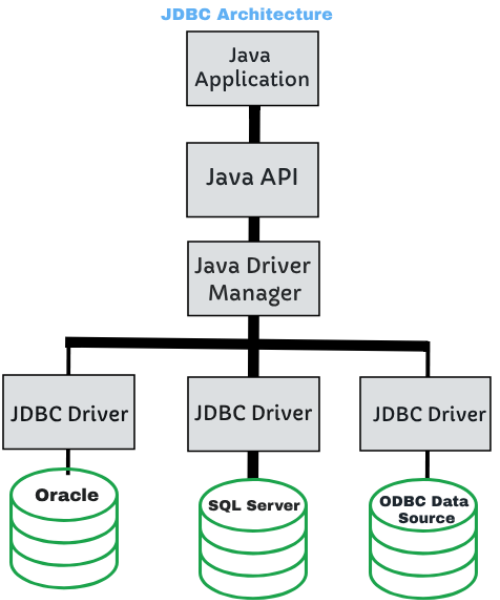 JDBC Architecture
Java
Application
Java API
Java Driver
Manager
JDBC Driver
JDBC Driver
JDBC Driver
Oracle
SQL Server
ODBC Data
Source